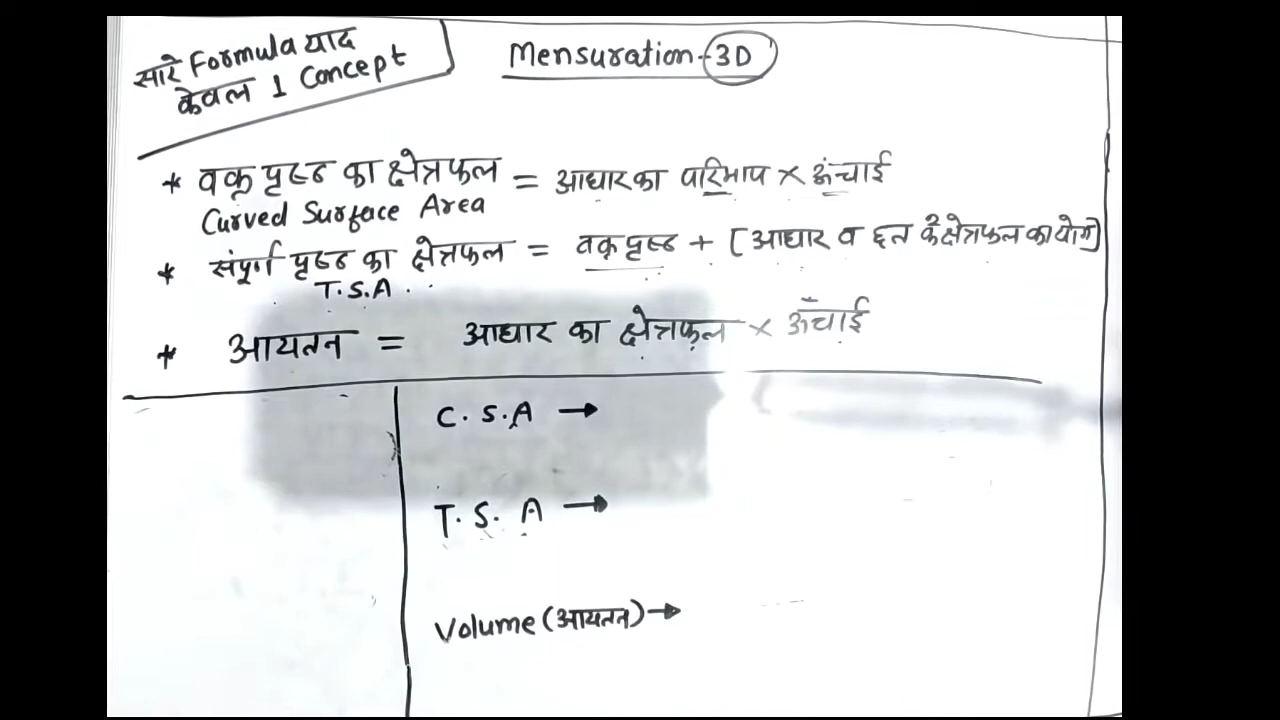 सारे Formula याद
केवल 1 Concept
Mensuration-3D
* वक्र पृष्ठ का क्षेत्रफल = आधार का परिमाप × ऊंचाई
Curved Surface Area
* संपूर्ण पृष्ठ का क्षेत्रफल = वक्र पृष्ठ + [आधार व छत के क्षेत्रफल का योग]
T.S.A.
* आयतन = आधार का क्षेत्रफल × ऊँचाई
C.S.A →
T.S.A →
Volume (आयतन) →